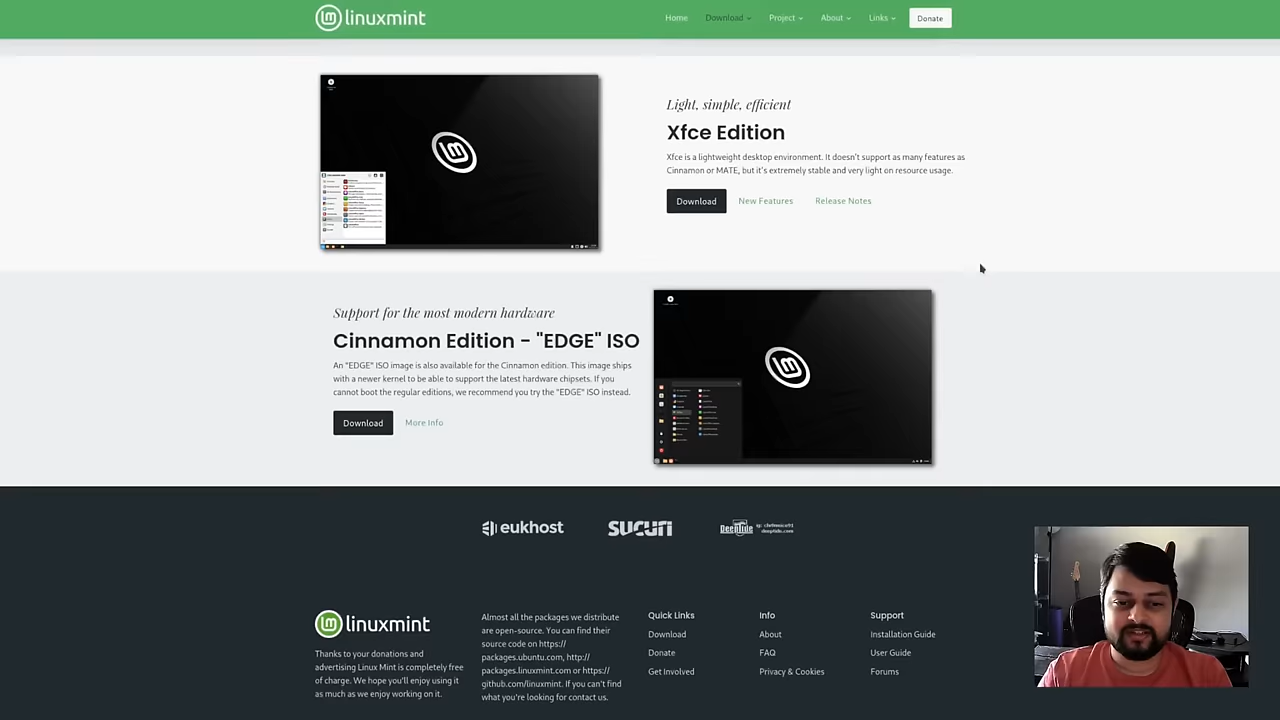 linuxmint
Home
Download
Project
About
Links
Donate
Light, simple, efficient
Xfce Edition
Xfce is a lightweight desktop environment. It doesn't support as many features as
Cinnamon or MATE, but it's extremely stable and very light on resource usage.
Download
New Features
Release Notes
Support for the most modern hardware
Cinnamon Edition - "EDGE" ISO
An "EDGE" ISO image is also available for the Cinnamon edition. This image ships
with a newer kernel to be able to support the latest hardware chipsets. If you
cannot boot the regular editions, we recommend you try the "EDGE" ISO instead.
Download
More Info
eukhost
SUCURI
DeepTide
deeptide.com
linuxmint
Thanks to your donations and
advertising Linux Mint is completely free
of charge. We hope you'll enjoy using it
as much as we enjoy working on it.
Almost all the packages we distribute
are open-source. You can find their
source code on https://
packages.ubuntu.com, http://
packages.linuxmint.com or https://
github.com/linuxmint. If you can't find
what you're looking for contact us.
Quick Links
Download
Donate
Get Involved
Info
About
FAQ
Privacy & Cookies
Support
Installation Guide
User Guide
Forums